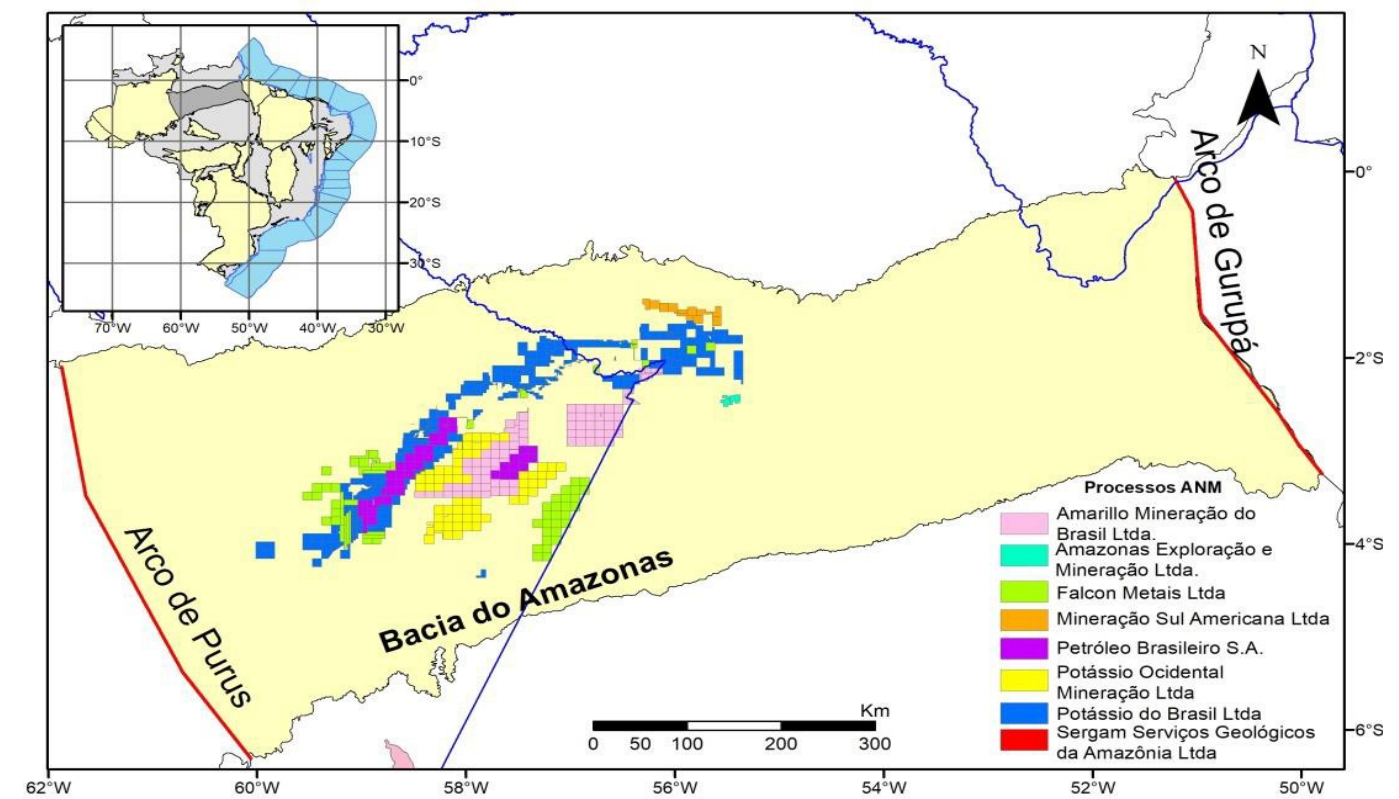 0°
10°S
20°S
30°S
70°W 60°W 50°W 40°W 30°W
N
Arco de Gurupá
Arco de Purus
Bacia do Amazonas
0°
2°S
4°S
6°S
Processos ANM
Amarillo Mineração do
Brasil Ltda.
Amazonas Exploração e
Mineração Ltda.
Falcon Metais Ltda
Mineração Sul Americana Ltda
Petróleo Brasileiro S.A.
Potássio Ocidental
Mineração Ltda
Potássio do Brasil Ltda
Sergam Serviços Geológicos
da Amazônia Ltda
Km
0 50 100 200 300
62°W 60°W 58°W 56°W 54°W 52°W 50°W